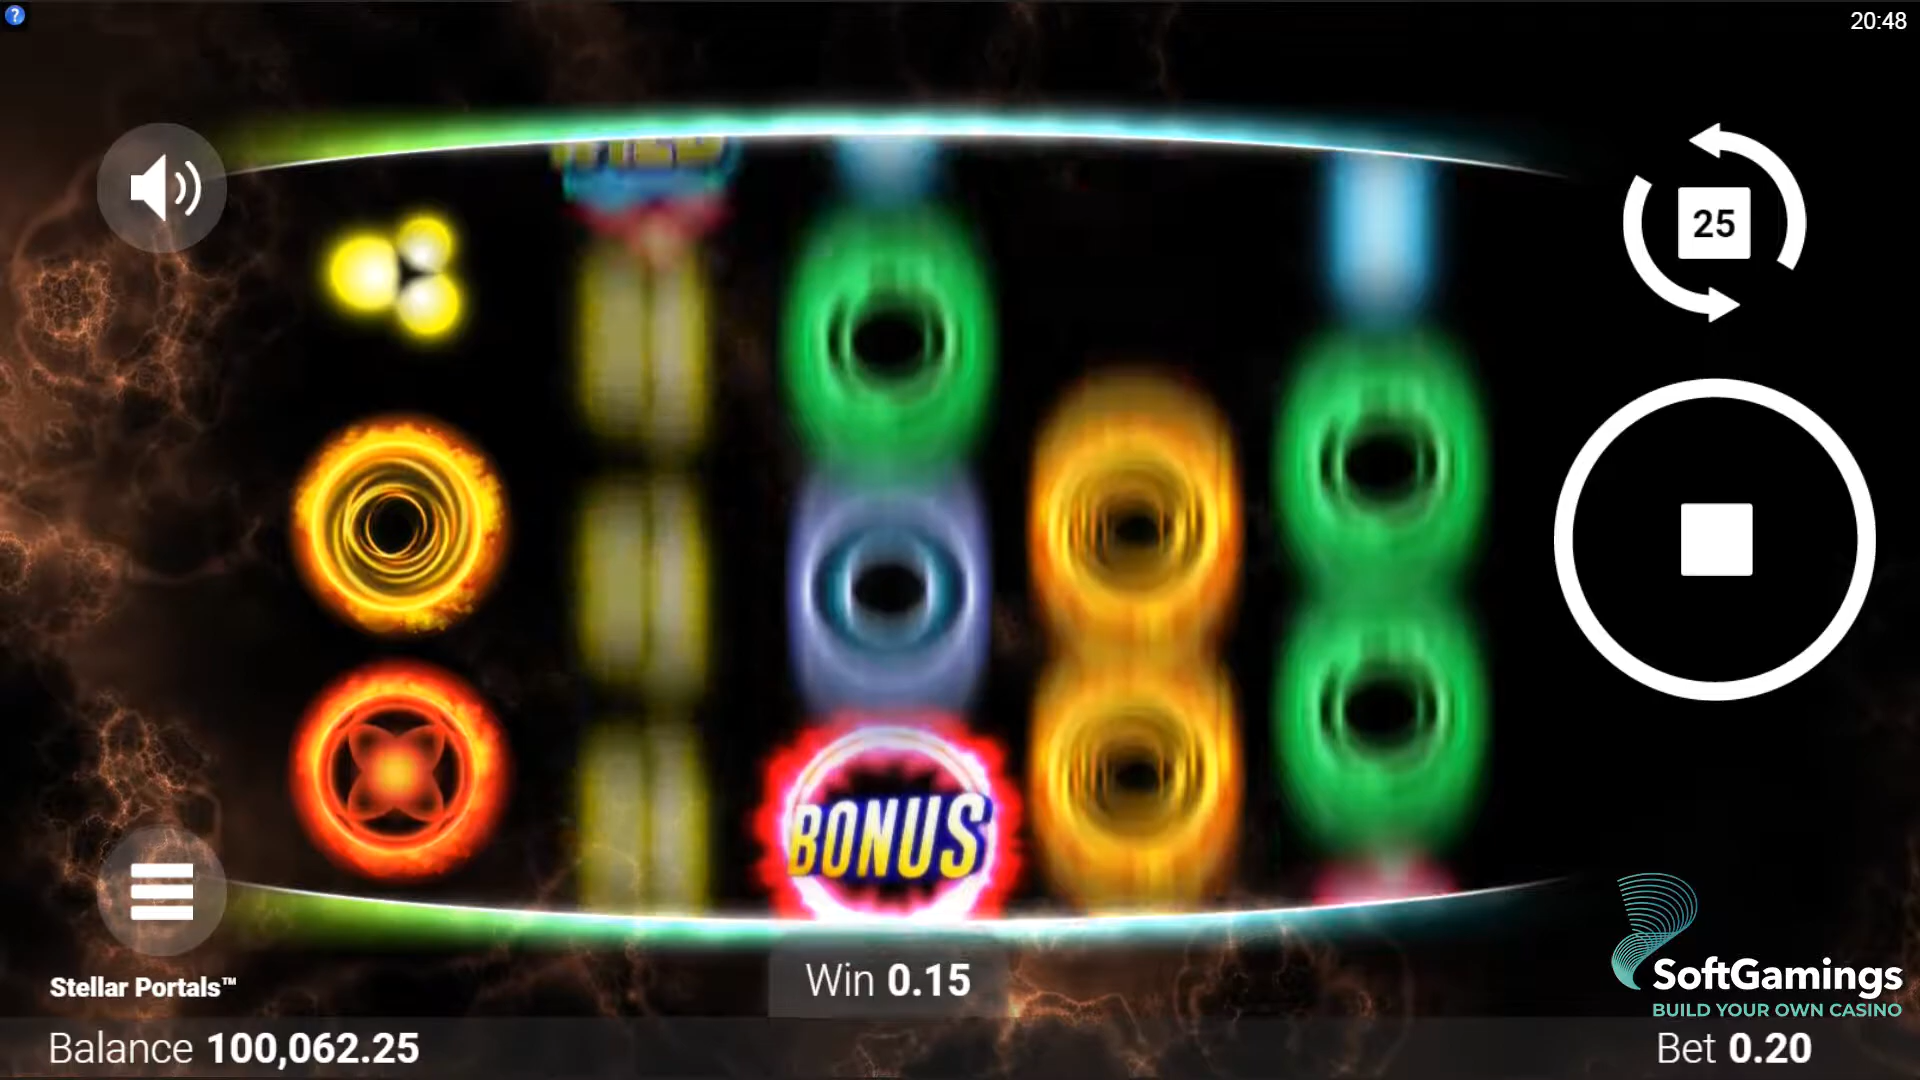 ?
20:48
25
BONUS
Win 0.15
Stellar Portals™
SoftGamings
BUILD YOUR OWN CASINO
Balance 100,062.25
Bet 0.20